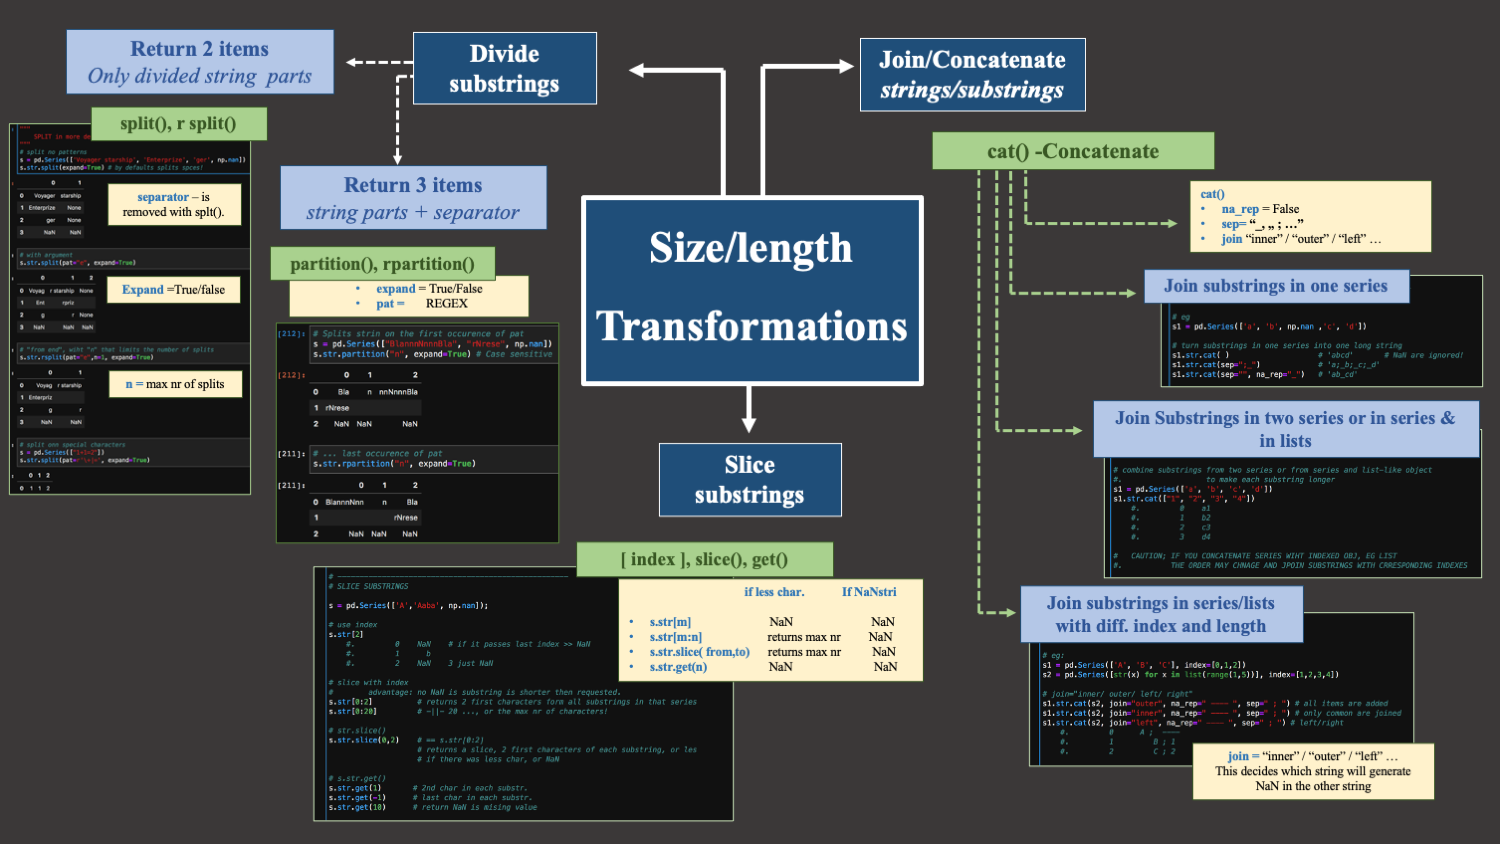 Return 2 items
Only divided string parts
Divide
substrings
Join/Concatenate
strings/substrings
split(), r split()
"""
SPLIT in more de
"""
# split no patterns
s = pd.Series(['Voyager starship', 'Enterprize', 'ger', np.nan])
s.str.split(expand=True) # by defaults splits spces!
0 1
0 Voyager starship
1 Enterprize None
2 ger None
3 NaN NaN
separator – is
removed with splt().
# with argument
s.str.split(pat="e", expand=True)
0 1 2
0 Voyag r starship None
1 Ent rpriz
2 g r None
3 NaN NaN NaN
Expand =True/false
# "from end", wiht "n" that limits the number of splits
s.str.rsplit(pat="e",n=1, expand=True)
0 1
0 Voyag r starship
1 Enterpriz
2 g r
3 NaN NaN
n = max nr of splits
# split onn special characters
s = pd.Series(["1+1=2"])
0 1 2
0 1 1 2
Return 3 items
string parts + separator
partition(), rpartition()
• expand = True/False
• pat = REGEX
[212]: # Splits strin on the first occurence of pat
s = pd.Series(["BlannnNnnnBla", "rNrese", np.nan])
s.str.partition("n", expand=True) # Case sensitive
[212]: 0 1 2
0 Bla n nnNnnnBla
1 rNrese
2 NaN NaN NaN
[211]: # ... last occurence of pat
s.str.rpartition("n", expand=True)
[211]: 0 1 2
0 BlannnNnn n Bla
1 rNrese
2 NaN NaN NaN
Size/length
Transformations
Slice
substrings
[ index ], slice(), get()
if less char. If NaNstri
• s.str[m] NaN NaN
• s.str[m:n] returns max nr NaN
• s.str.slice( from,to) returns max nr NaN
• s.str.get(n) NaN NaN
# SLICE SUBSTRINGS
s = pd.Series(['A','Aaba', np.nan]);
# use index
s.str[2]
#. 0 NaN # if it passes last index >> NaN
#. 1 b
#. 2 NaN 3 just NaN
# slice with index
# advantage: no NaN is substring is shorter then requested.
s.str[0:2] # returns 2 first characters form all substrings in that series
s.str[0:20] # -||- 20 ..., or the max mr of characters!
# str.slice()
s.str.slice(0,2) # == s.str[0:2]
# returns a slice, 2 first characters of each substring, or les
# if there was less char, or NaN
# s.str.get()
s.str.get(1) # 2nd char in each substr.
s.str.get(-1) # last char in each substr.
s.str.get(10) # return NaN is mising value
cat() -Concatenate
cat()
• na_rep = False
• sep= “_, „ ; …”
• join “inner” / “outer” / “left” …
Join substrings in one series
# eg
s1 = pd.Series(['a', 'b', np.nan ,'c', 'd'])
# turn substrings in one series into one long string
s1.str.cat( ) # 'abcd' # NaN are ignored!
s1.str.cat(sep=";_") # 'a;_b;_c;_d'
s1.str.cat(sep="", na_rep="_") # 'ab_cd'
Join Substrings in two series or in series &
in lists
# combine substrings from two series or from series and list-like object
#. to make each substring longer
s1 = pd.Series(['a', 'b', 'c', 'd'])
s1.str.cat(["1", "2", "3", "4"])
#. 0 a1
#. 1 b2
#. 2 c3
#. 3 d4
# CAUTION; IF YOU CONCATENATE SERIES WIHT INDEXED OBJ, EG LIST
#. THE ORDER MAY CHNAGE AND JPOIN SUBSTRINGS WITH CRRESPONDING INDEXES
Join substrings in series/lists
with diff. index and length
# eg:
s1 = pd.Series(['A', 'B', 'C'], index=[0,1,2])
s2 = pd.Series([str(x) for x in list(range(1,5))], index=[1,2,3,4])
# join="inner/ outer/ left/ right"
s1.str.cat(s2, join="outer", na_rep=" ---- ", sep=" ; ") # all items are added
s1.str.cat(s2, join="inner", na_rep=" ---- ", sep=" ; ") # only common are joined
s1.str.cat(s2, join="left", na_rep=" ---- ", sep=" ; ") # left/right
#. 0 A ; ----
#. 1 B ; 1
#. 2 C ; 2
join = “inner” / “outer” / “left” …
This decides which string will generate
NaN in the other string